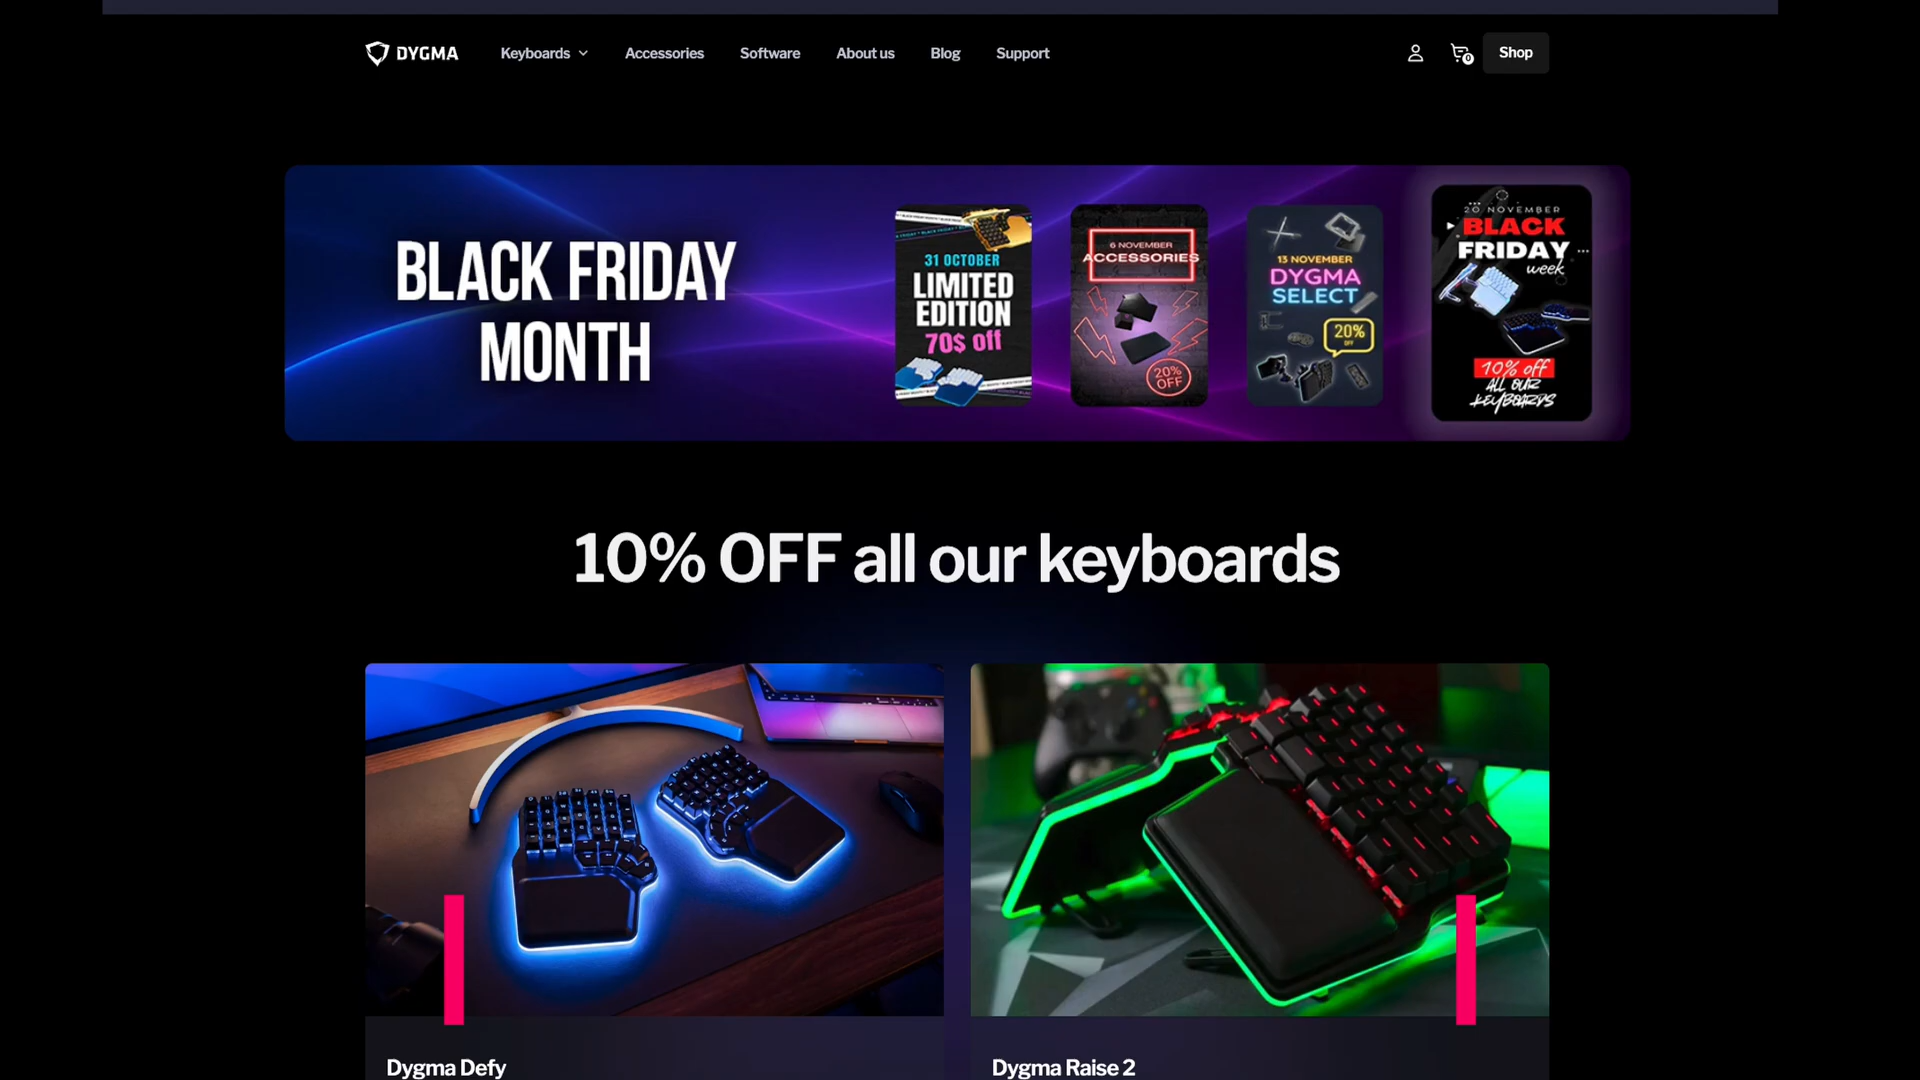 DYGMA
Keyboards
Accessories
Software
About us
Blog
Support
0
Shop
BLACK FRIDAY
MONTH
31 OCTOBER
LIMITED
EDITION
70$ off
6 NOVEMBER
ACCESSORIES
20%
OFF
13 NOVEMBER
DYGMA
SELECT
20%
OFF
20 NOVEMBER
BLACK
FRIDAY
week
10% off
ALL OUR
KEYBOARDS
10% OFF all our keyboards
Dygma Defy
Dygma Raise 2